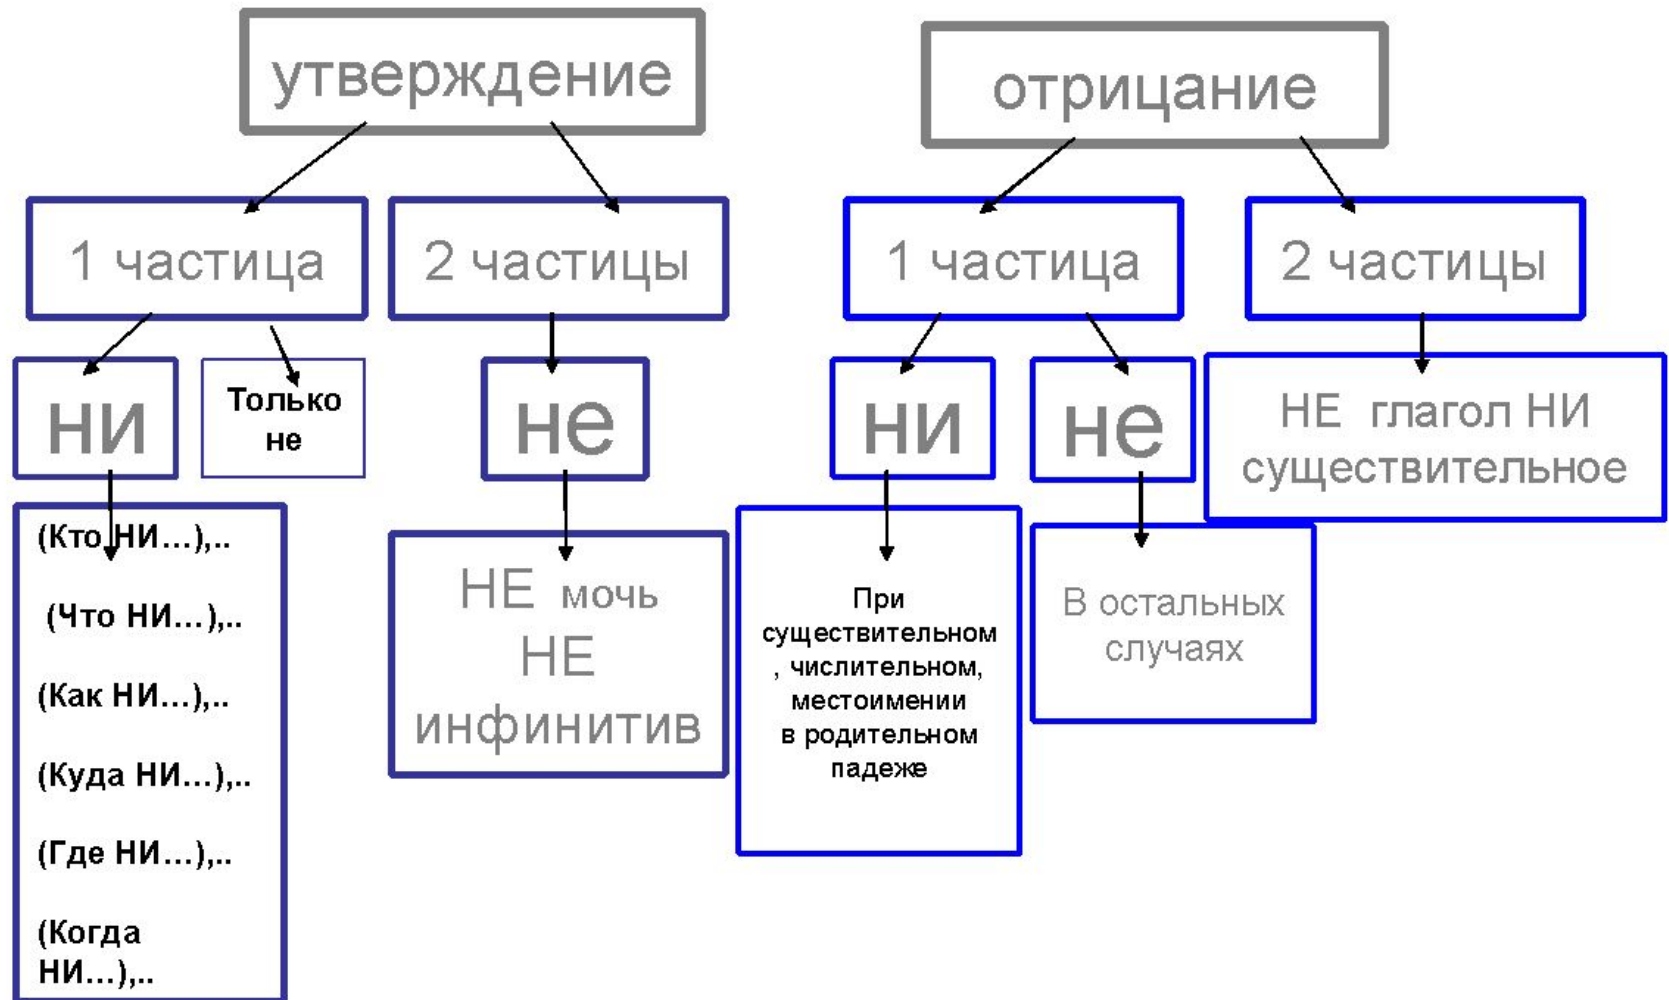 утверждение
отрицание
1 частица
2 частицы
1 частица
2 частицы
ни
Только
не
не
ни
не
НЕ глагол НИ
существительное
(Кто НИ...),..
(Что НИ...),..
(Как НИ...),..
(Куда НИ...),..
(Где НИ...),..
(Когда
НИ...),..
НЕ мочь
НЕ
инфинитив
При
существительном
, числительном,
местоимении
в родительном
падеже
В остальных
случаях